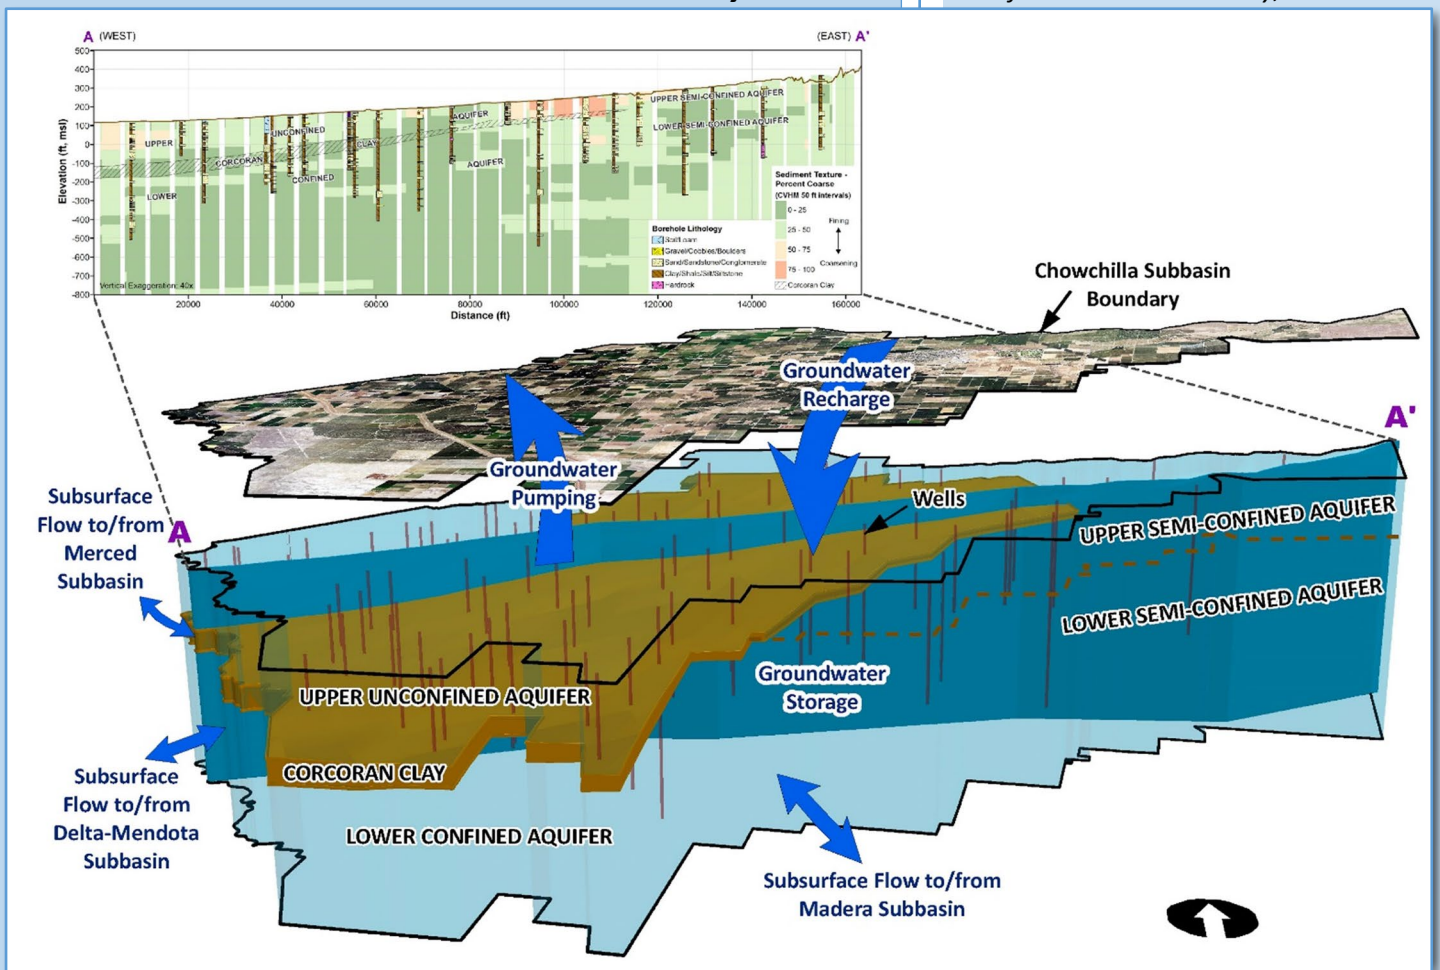 A (WEST)
(EAST) A'
500
400
300
200
100
0
-100
-200
-300
-400
-500
-600
-700
-800
Elevation (ft, msl)
UPPER
UNCONFINED
AQUIFER
UPPER SEMI-CONFINED AQUIFER
CORCORAN
CLAY
LOWER SEMI-CONFINED AQUIFER
LOWER
CONFINED
AQUIFER
Vertical Exaggeration: 40x
Borehole Lithology
Soil/Loam
Gravel/Cobbles/Boulders
Sand/Sandstone/Conglomerate
Clay/Shale/Silt/Siltstone
Hardrock
Sediment Texture -
Percent Coarse
(CVHM 50 ft intervals)
0 - 25
25 - 50
50 - 75
75 - 100
Fining
Coarsening
Corcoran Clay
20000
40000
60000
80000
100000
120000
140000
160000
Distance (ft)
Chowchilla Subbasin
Boundary
Groundwater
Recharge
Groundwater
Pumping
A'
Subsurface
Flow to/from
Merced
Subbasin
A
Wells
UPPER SEMI-CONFINED AQUIFER
LOWER SEMI-CONFINED AQUIFER
Groundwater
Storage
UPPER UNCONFINED AQUIFER
CORCORAN CLAY
Subsurface
Flow to/from
Delta-Mendota
Subbasin
LOWER CONFINED AQUIFER
Subsurface Flow to/from
Madera Subbasin